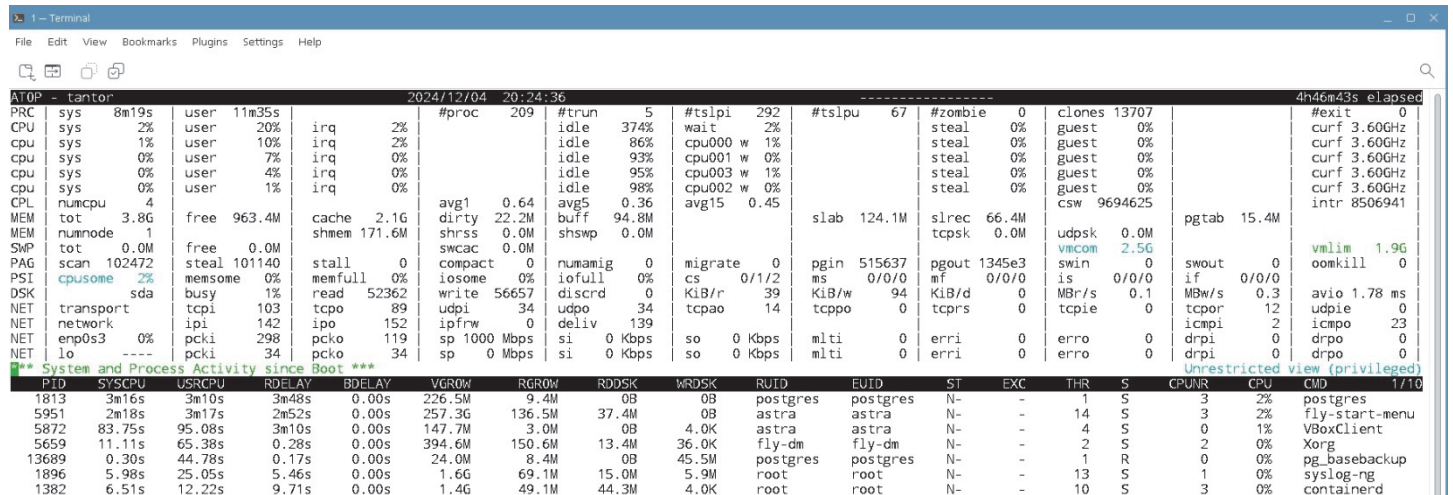 1 — Terminal
File Edit View Bookmarks Plugins Settings Help
ATOP - tantor 2024/12/04 20:24:36 ---------------- 4h46m43s elapsed
PRC | sys 8m19s | user 11m35s | | #proc 209 | #trun 5 | #tslpi 292 | #tslpu 67 | #zombie 0 | clones 13707 | | #exit 0 |
CPU | sys 2% | user 20% | irq 2% | | idle 374% | wait 2% | | steal 0% | guest 0% | | curf 3.60GHz |
cpu | sys 1% | user 10% | irq 2% | | idle 86% | cpu000 w 1% | | steal 0% | guest 0% | | curf 3.60GHz |
cpu | sys 0% | user 7% | irq 0% | | idle 93% | cpu001 w 0% | | steal 0% | guest 0% | | curf 3.60GHz |
cpu | sys 0% | user 4% | irq 0% | | idle 95% | cpu003 w 1% | | steal 0% | guest 0% | | curf 3.60GHz |
cpu | sys 0% | user 1% | irq 0% | | idle 98% | cpu002 w 0% | | steal 0% | guest 0% | | curf 3.60GHz |
CPL | numcpu 4 | | | avg1 0.64 | avg5 0.36 | avg15 0.45 | | | csw 9694625 | | intr 8506941 |
MEM | tot 3.8G | free 963.4M | cache 2.1G | dirty 22.2M | buff 94.8M | | slab 124.1M | slrec 66.4M | | pgtab 15.4M | |
MEM | numnode 1 | | shmem 171.6M | shrss 0.0M | shswp 0.0M | | | tcpsk 0.0M | udpsk 0.0M | | |
SWP | tot 0.0M | free 0.0M | | swcac 0.0M | | | | | vmcom 2.5G | | vmlim 1.9G |
PAG | scan 102472 | steal 101140 | stall 0 | compact 0 | numamig 0 | migrate 0 | pgin 515637 | pgout 1345e3 | swin 0 | swout 0 | oomkill 0 |
PSI | cpusome 2% | memsome 0% | memfull 0% | iosome 0% | iofull 0% | cs 0/1/2 | ms 0/0/0 | mf 0/0/0 | is 0/0/0 | if 0/0/0 | |
DSK | sda | busy 1% | read 52362 | write 56657 | discrd 0 | KiB/r 39 | KiB/w 94 | KiB/d 0 | MBr/s 0.1 | MBw/s 0.3 | avio 1.78 ms |
NET | transport | tcpi 103 | tcpo 89 | udpi 34 | udpo 34 | tcpao 14 | tcppo 0 | tcprs 0 | tcpie 0 | tcpor 12 | udpie 0 |
NET | network | ipi 142 | ipo 152 | ipfrw 0 | deliv 139 | | | | | icmpi 2 | icmpo 23 |
NET | enp0s3 0% | pcki 298 | pcko 119 | sp 1000 Mbps | si 0 Kbps | so 0 Kbps | mlti 0 | erri 0 | erro 0 | drpi 0 | drpo 0 |
NET | lo ---- | pcki 34 | pcko 34 | sp 0 Mbps | si 0 Kbps | so 0 Kbps | mlti 0 | erri 0 | erro 0 | drpi 0 | drpo 0 |
*** System and Process Activity since Boot *** Unrestricted view (privileged)
PID SYSCPU USRCPU RDELAY BDELAY VGROW RGROW RDDSK WRDSK RUID EUID ST EXC THR S CPUNR CPU CMD 1/10
1813 3m16s 3m10s 3m48s 0.00s 226.5M 9.4M 0B 0B postgres postgres N- - 1 S 3 2% postgres
5951 2m18s 3m17s 2m52s 0.00s 257.3G 136.5M 37.4M 0B astra astra N- - 14 S 3 2% fly-start-menu
5872 83.75s 95.08s 3m10s 0.00s 147.7M 3.0M 0B 4.0K astra astra N- - 4 S 0 1% VBoxClient
5659 11.11s 65.38s 0.28s 0.00s 394.6M 150.6M 13.4M 36.0K fly-dm fly-dm N- - 2 S 2 0% Xorg
13689 0.30s 44.78s 0.17s 0.00s 24.0M 8.4M 0B 45.5M postgres postgres N- - 1 R 0 0% pg_basebackup
1896 5.98s 25.05s 5.46s 0.00s 1.6G 69.1M 15.0M 5.9M root root N- - 13 S 1 0% syslog-ng
1382 6.51s 12.22s 9.71s 0.00s 1.4G 49.1M 44.3M 4.0K root root N- - 10 S 3 0% containerd